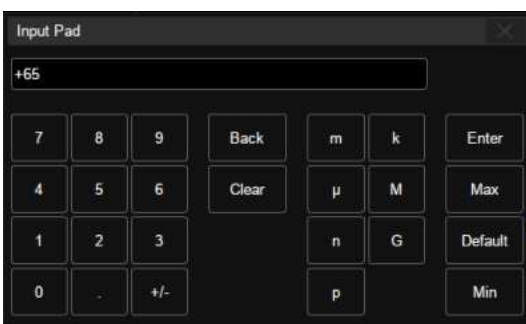 Input Pad
+65
7 8 9 Back m k Enter
4 5 6 Clear µ M Max
1 2 3 n G Default
0 . +/- p Min